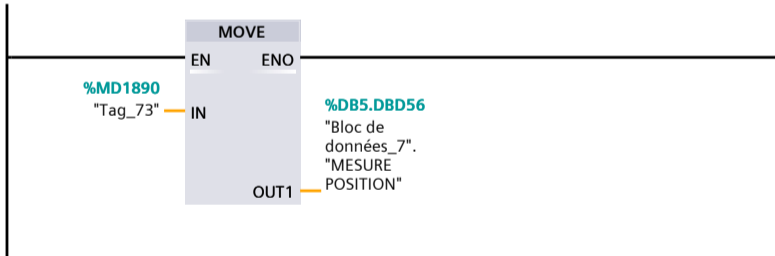 MOVE
EN ENO
%MD1890
"Tag_73" IN
%DB5.DBD56
"Bloc de
données_7".
"MESURE
POSITION"
OUT1